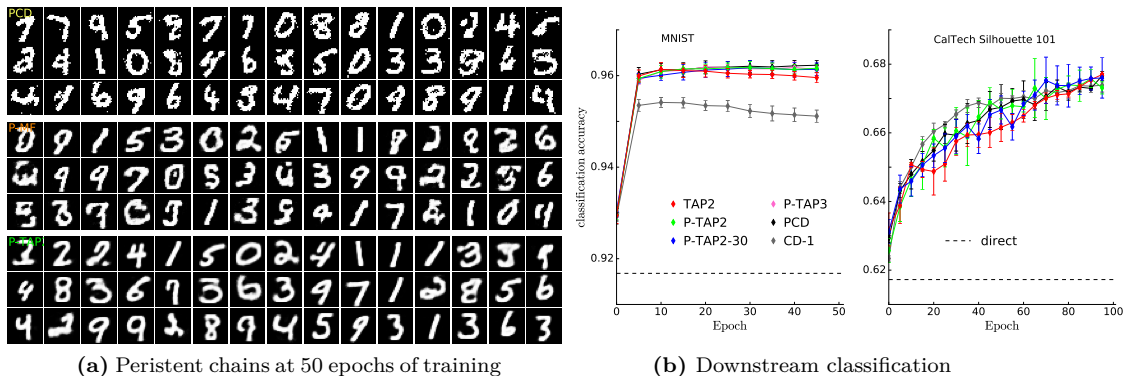 PCD
P-MF
P-TAP
MNIST
classification accuracy
0.96
0.94
0.92
TAP2
P-TAP2
P-TAP2-30
P-TAP3
PCD
CD-1
0 10 20 30 40 50
Epoch
CalTech Silhouette 101
0.68
0.66
0.64
0.62
direct
0 20 40 60 80 100
Epoch
(a) Peristent chains at 50 epochs of training
(b) Downstream classification